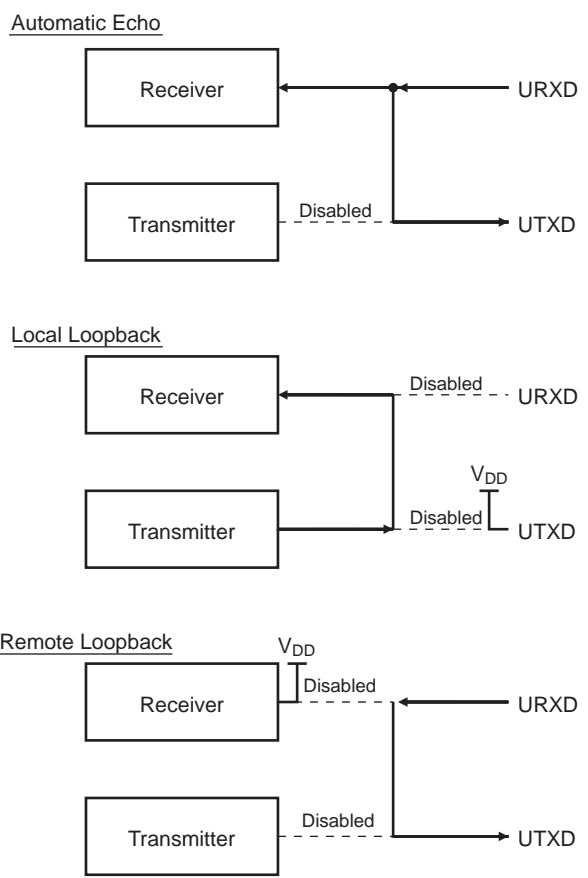 Automatic Echo
Receiver
URXD
Disabled
Transmitter
UTXD
Local Loopback
Receiver
Disabled
URXD
VDD
Disabled
Transmitter
UTXD
Remote Loopback
VDD
Disabled
Receiver
URXD
Disabled
Transmitter
UTXD